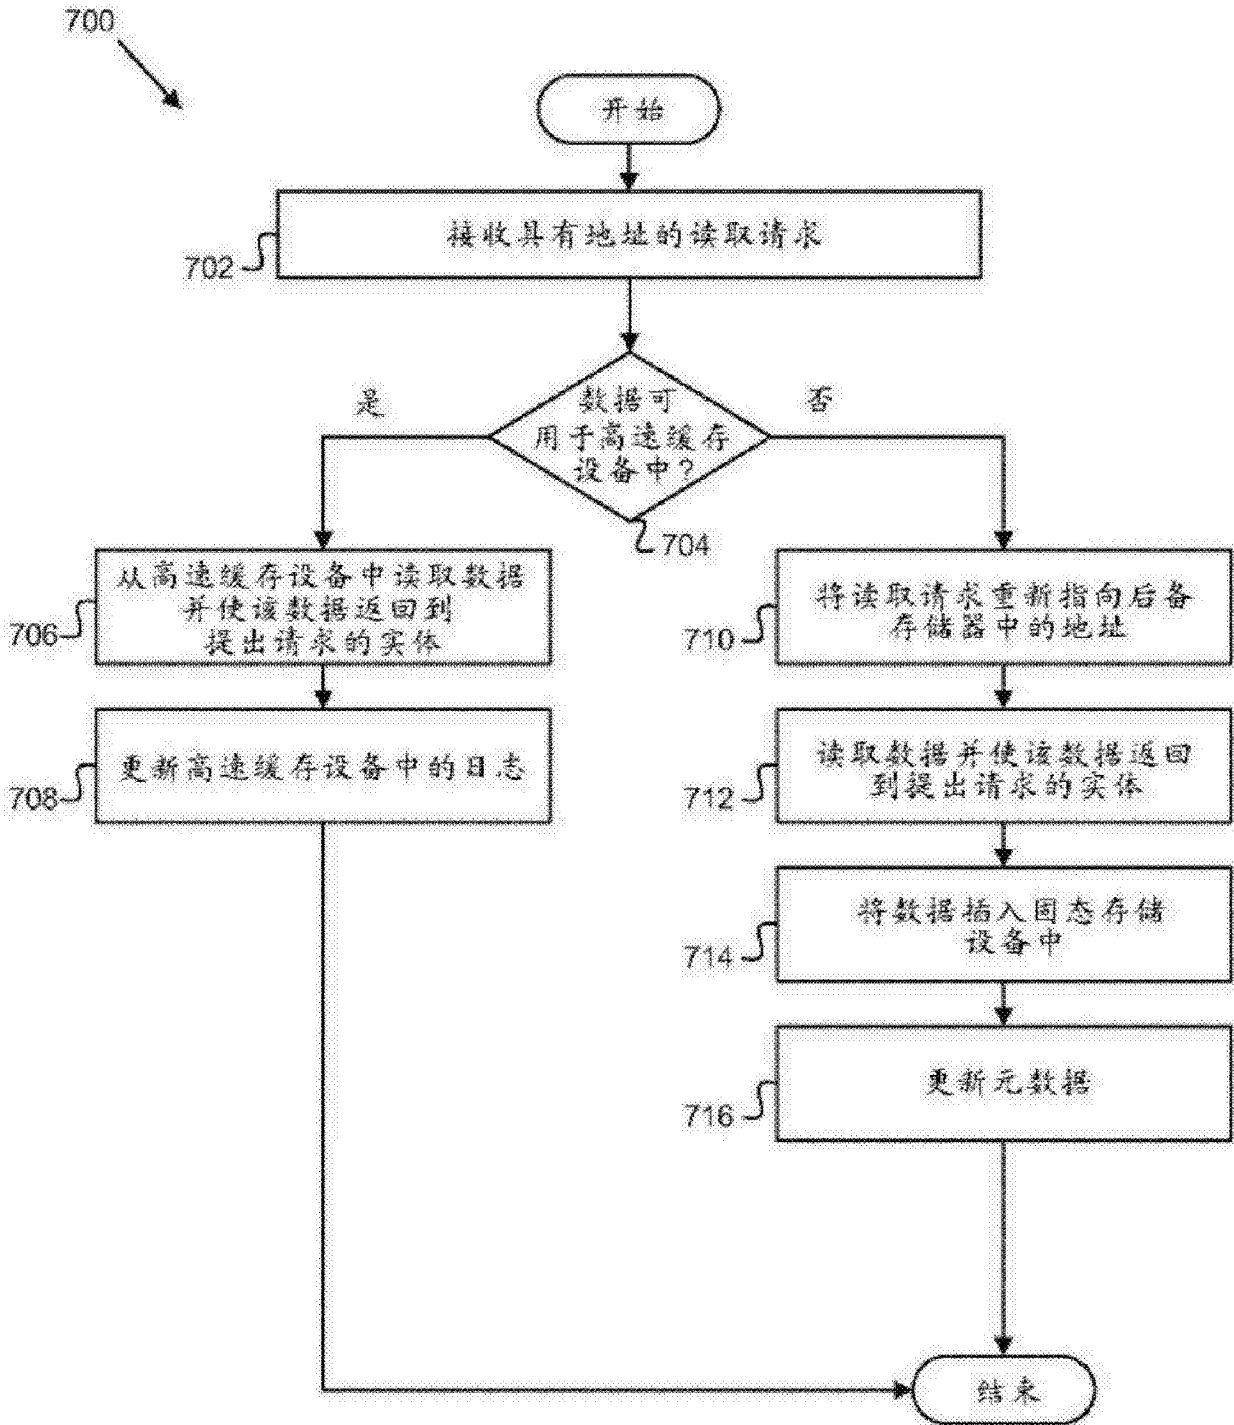 700
开始
接收具有地址的读取请求
702
数据可
用于高速缓存
设备中?
是
否
704
从高速缓存设备中读取数据
并使该数据返回到
提出请求的实体
706
将读取请求重新指向后备
存储器中的地址
710
更新高速缓存设备中的日志
708
读取数据并使该数据返回
到提出请求的实体
712
将数据插入固态存储
设备中
714
更新元数据
716
结束